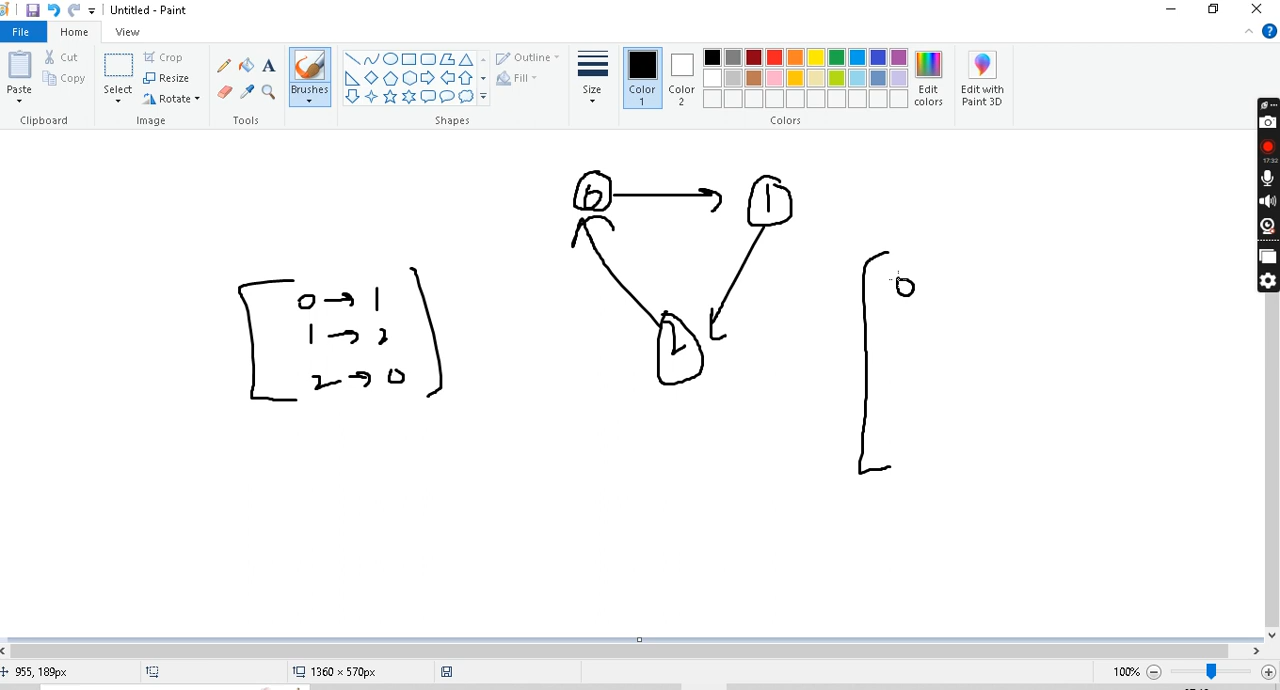 Untitled - Paint
File Home View
Paste Cut Copy Select Crop Resize Rotate Brushes Outline Fill Size Color 1 Color 2 Edit colors Edit with Paint 3D
Clipboard Image Tools Shapes Colors
A
17:33
0 → 1
1 → 2
2 → 0
0
1
2
0
955, 189px 1360 × 570px 100%